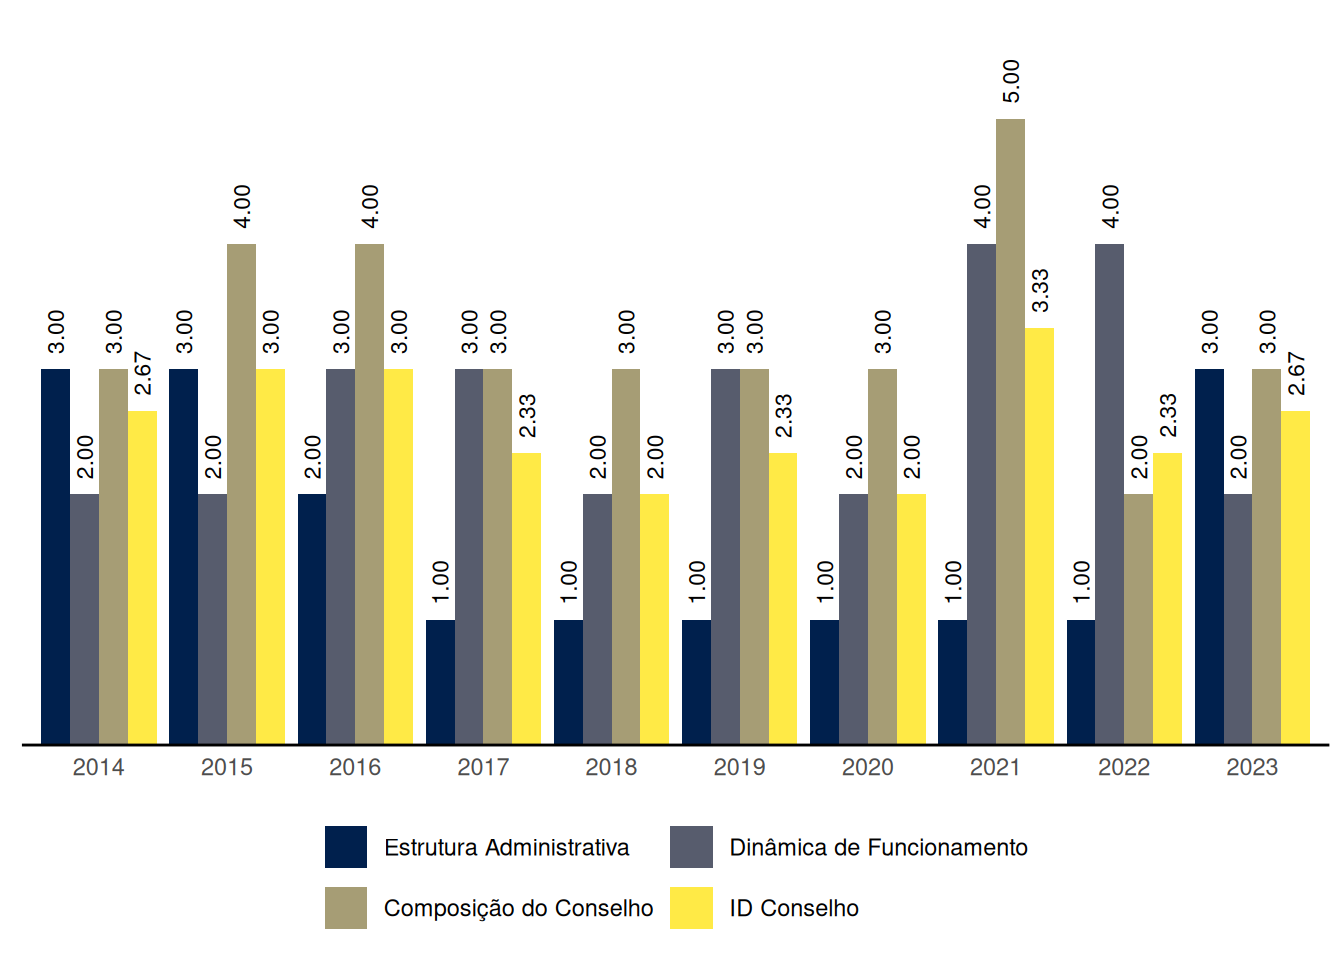 5.00
4.00 4.00 4.00 4.00
3.33
3.00 3.00 3.00 3.00 3.00 3.00 3.00 3.00 3.00 3.00 3.00 3.00 3.00 3.00 3.00
2.67 2.67
2.33 2.33 2.33
2.00 2.00 2.00 2.00 2.00 2.00 2.00 2.00 2.00
1.00 1.00 1.00 1.00 1.00 1.00
2014 2015 2016 2017 2018 2019 2020 2021 2022 2023
Estrutura Administrativa Dinâmica de Funcionamento
Composição do Conselho ID Conselho